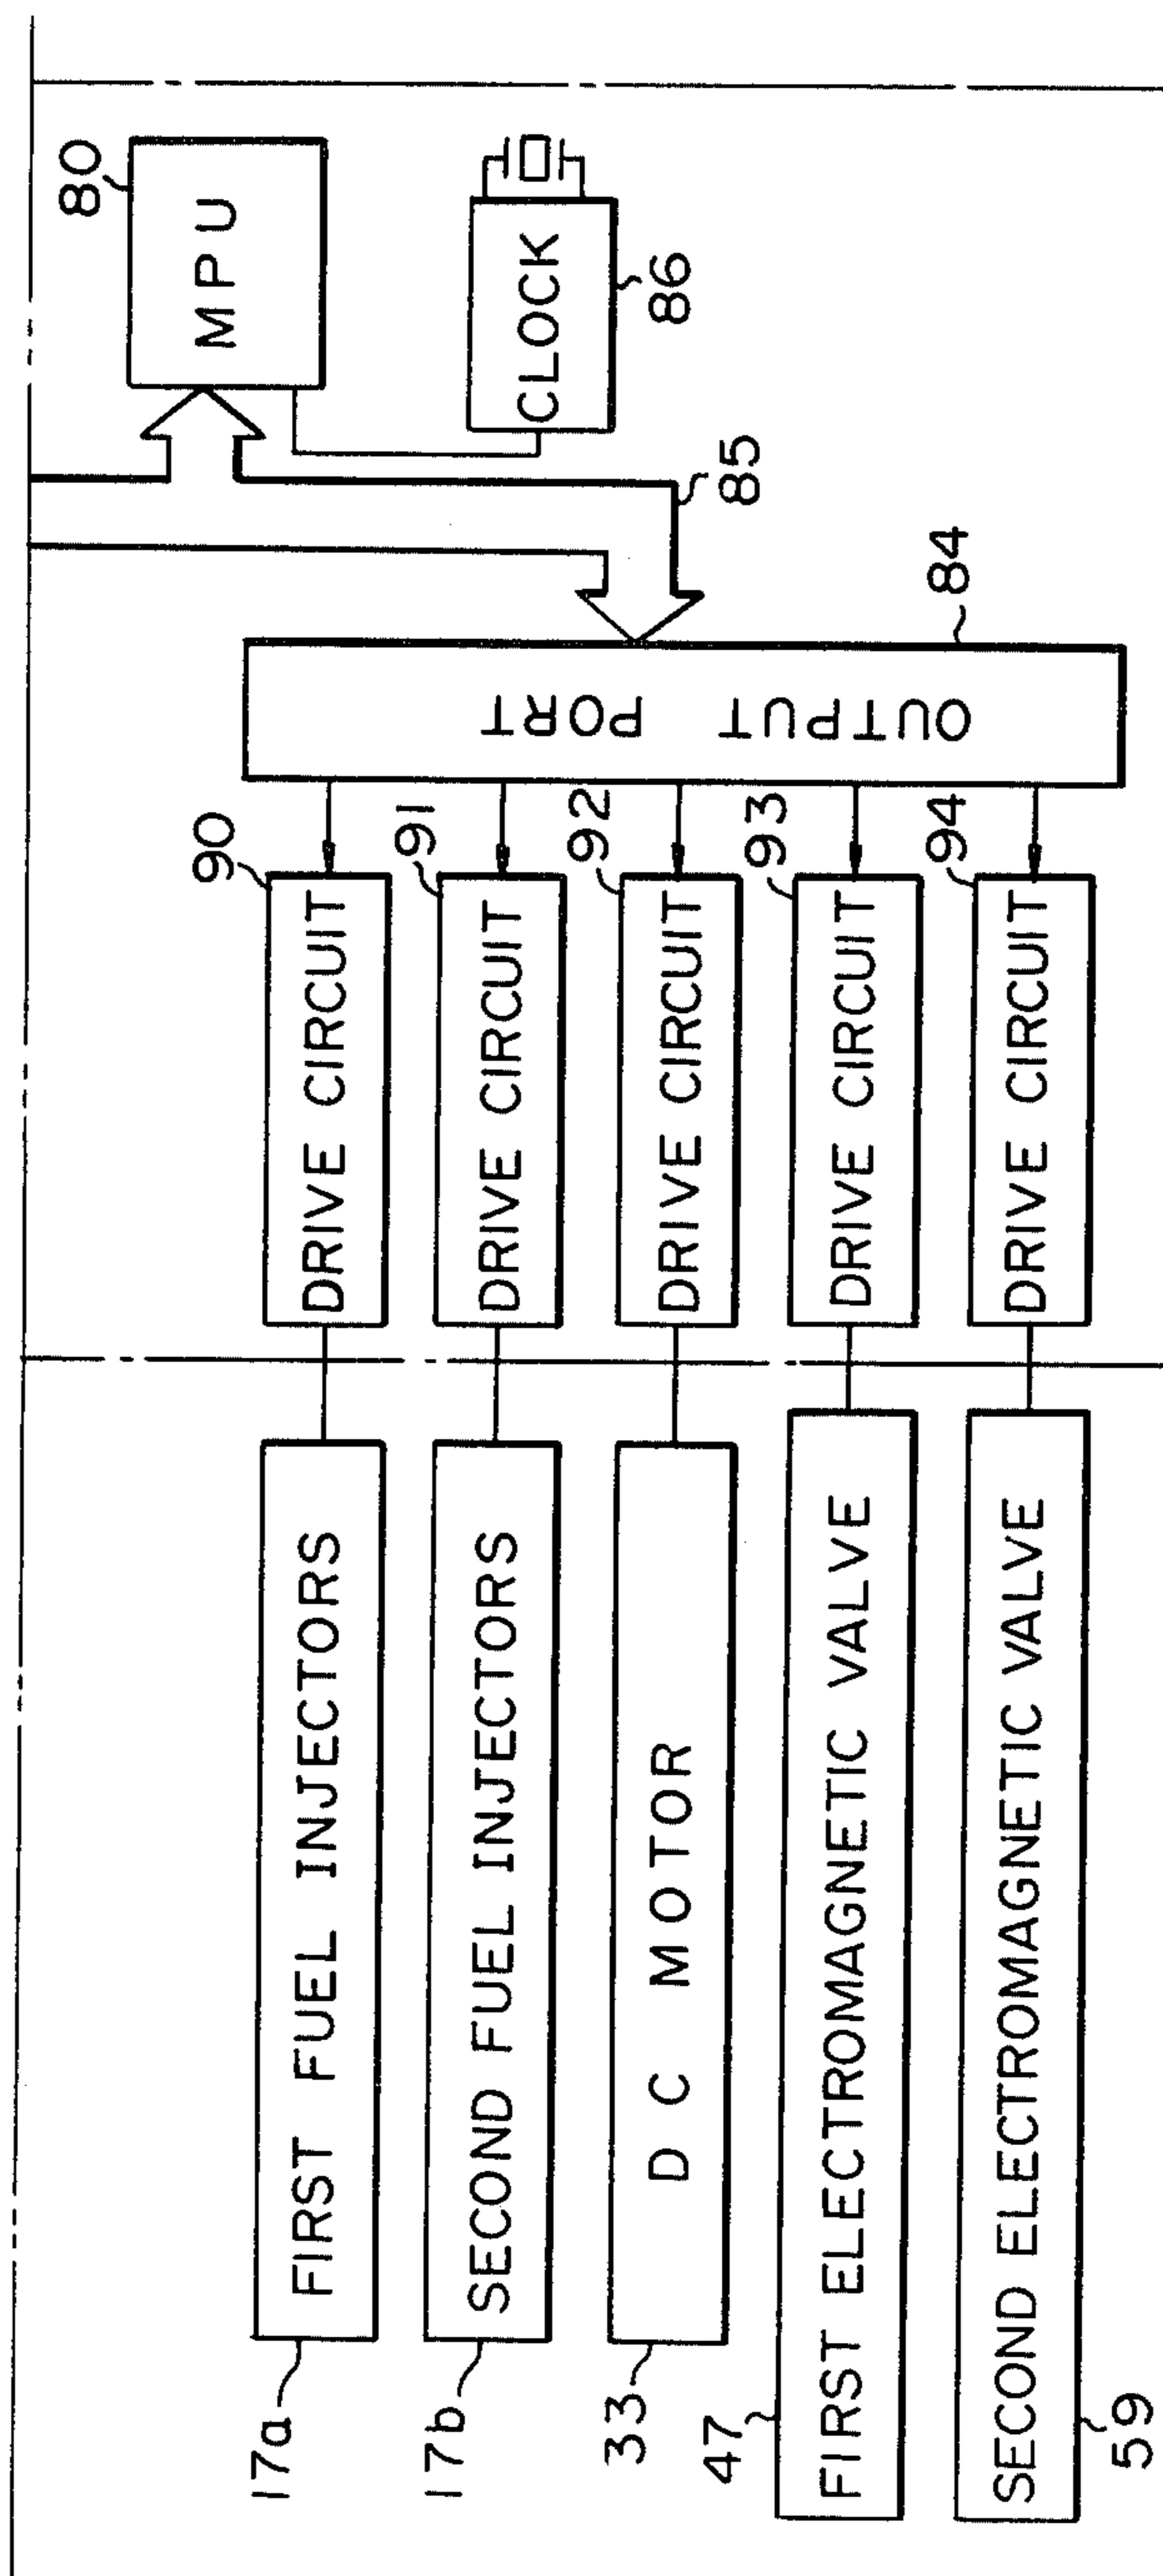 80
MPU
CLOCK
86
85
84
OUTPUT PORT
90
DRIVE CIRCUIT
91
DRIVE CIRCUIT
92
DRIVE CIRCUIT
93
DRIVE CIRCUIT
94
DRIVE CIRCUIT
FIRST FUEL INJECTORS
17a
SECOND FUEL INJECTORS
17b
DC MOTOR
33
FIRST ELECTROMAGNETIC VALVE
47
SECOND ELECTROMAGNETIC VALVE
59